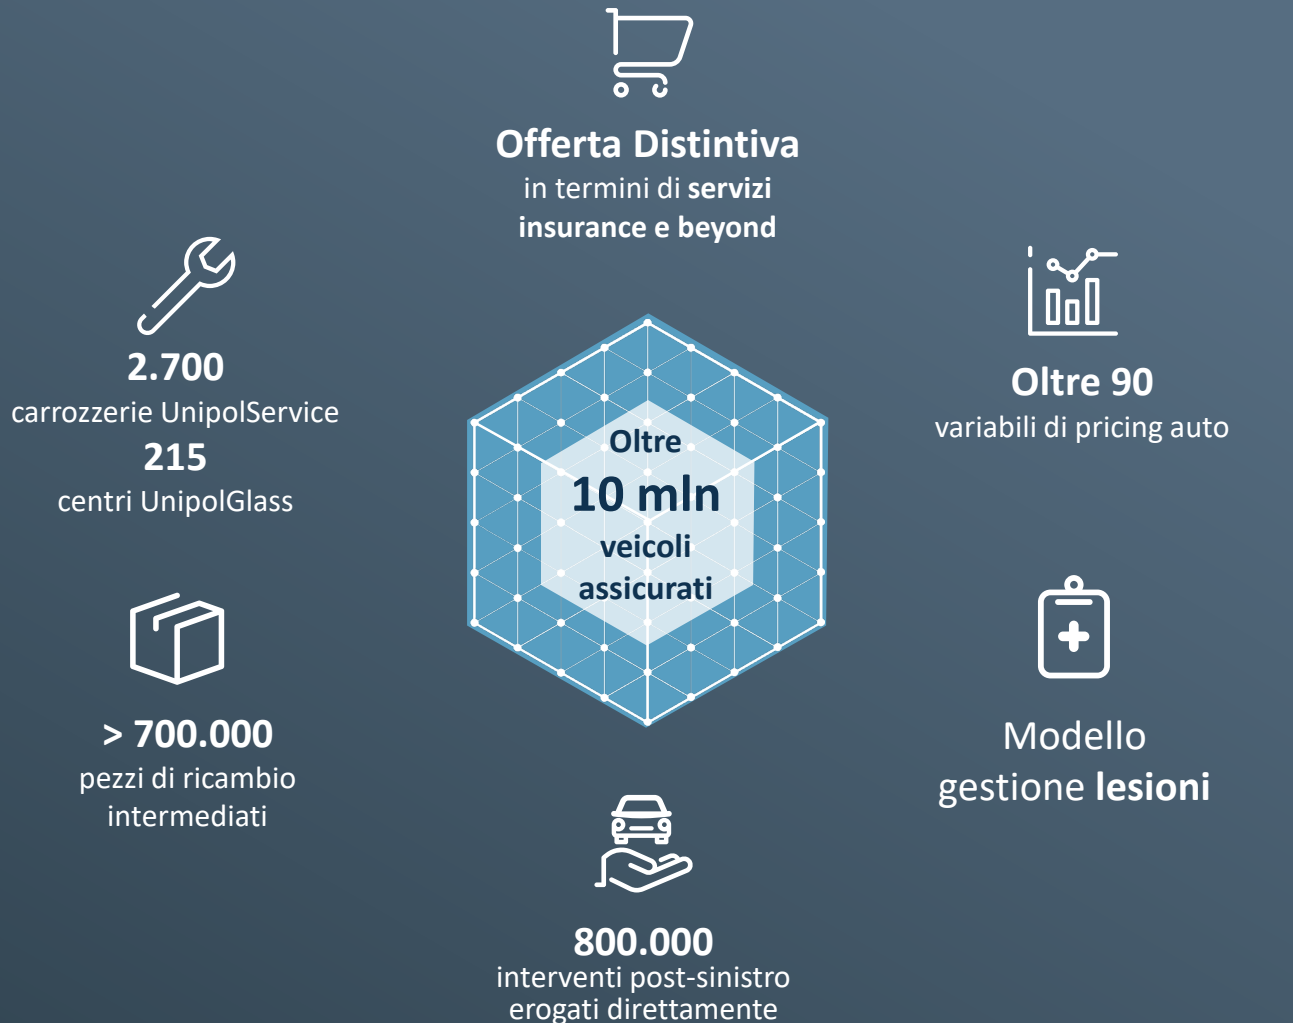 Offerta Distintiva
in termini di servizi
insurance e beyond
2.700
carrozzerie UnipolService
215
centri UnipolGlass
Oltre 90
variabili di pricing auto
Oltre
10 mln
veicoli
assicurati
> 700.000
pezzi di ricambio
intermediati
Modello
gestione lesioni
800.000
interventi post-sinistro
erogati direttamente